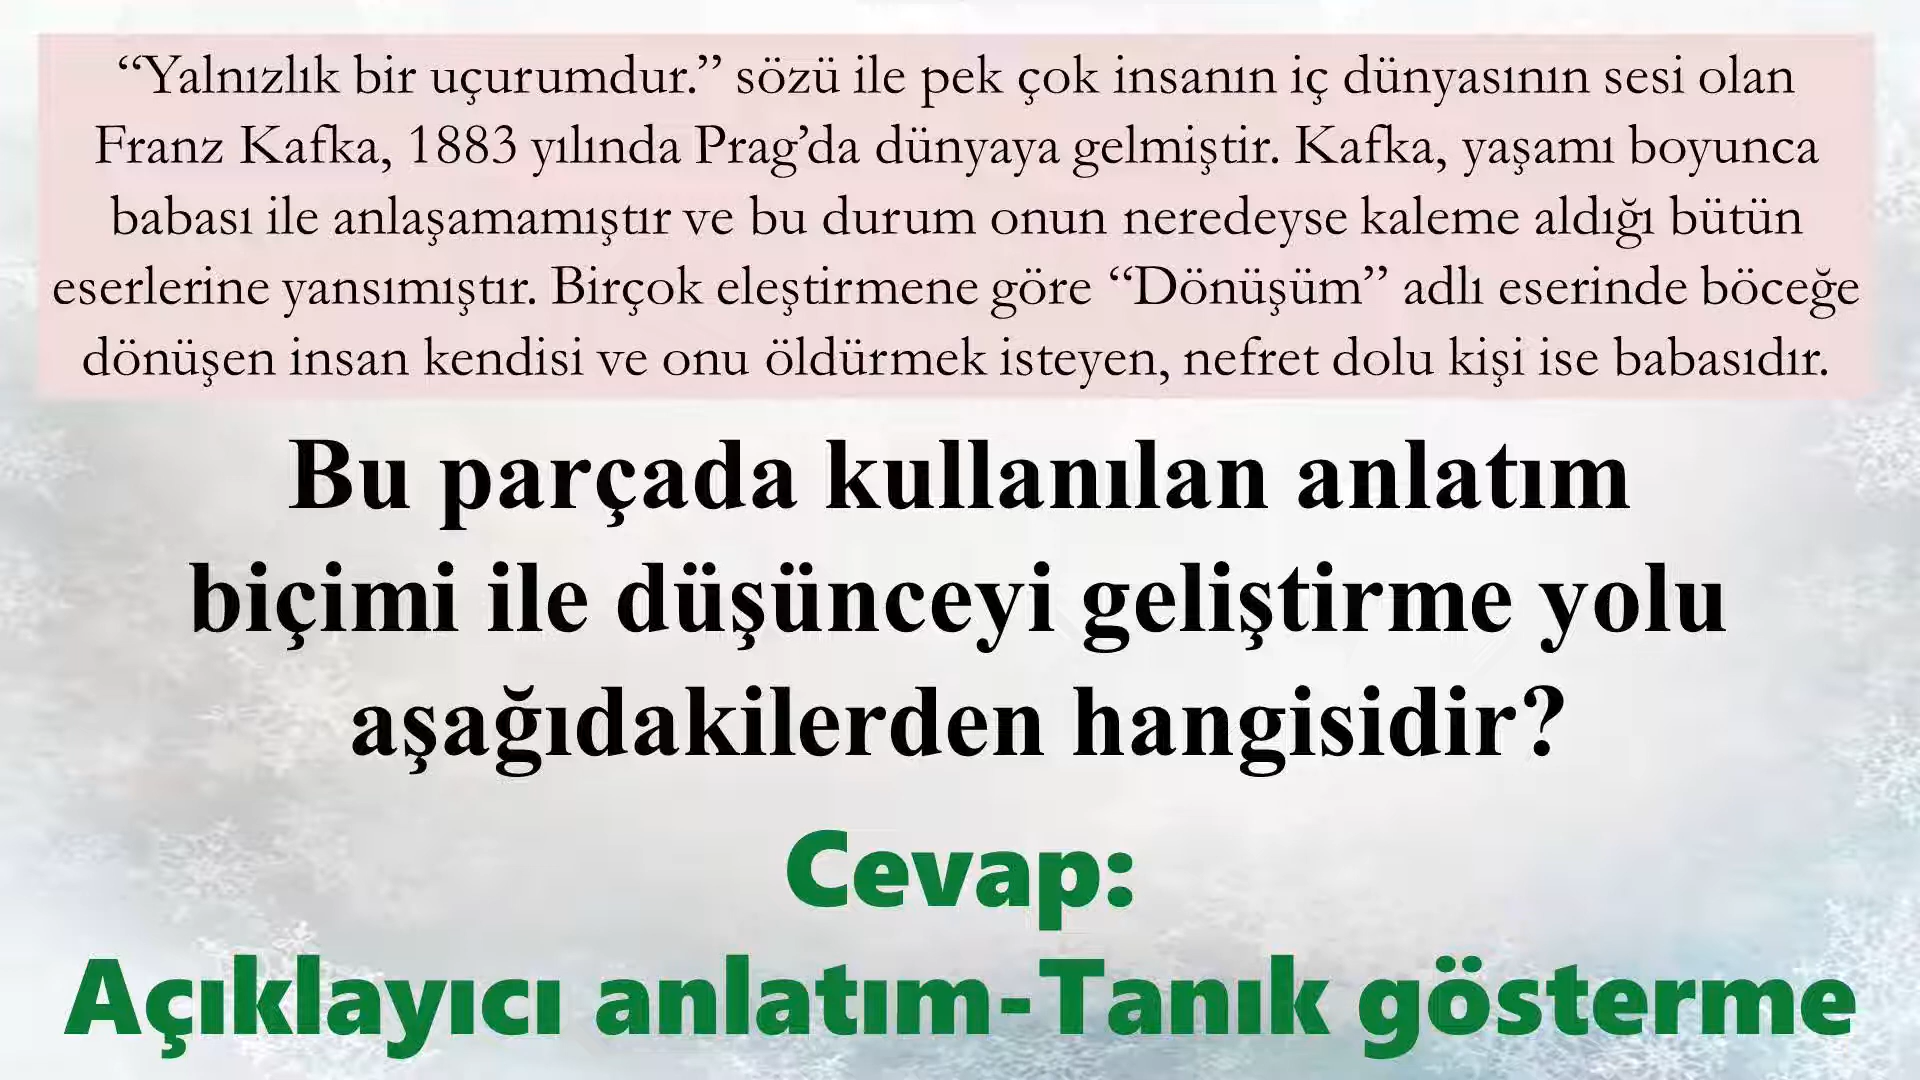 “Yalnızlık bir uçurumdur.” sözü ile pek çok insanın iç dünyasının sesi olan
Franz Kafka, 1883 yılında Prag’da dünyaya gelmiştir. Kafka, yaşamı boyunca
babası ile anlaşamamıştır ve bu durum onun neredeyse kaleme aldığı bütün
eserlerine yansımıştır. Birçok eleştirmene göre “Dönüşüm” adlı eserinde böceğe
dönüşen insan kendisi ve onu öldürmek isteyen, nefret dolu kişi ise babasıdır.
Bu parçada kullanılan anlatım
biçimi ile düşünceyi geliştirme yolu
aşağıdakilerden hangisidir?
Cevap:
Açıklayıcı anlatım-Tanık gösterme